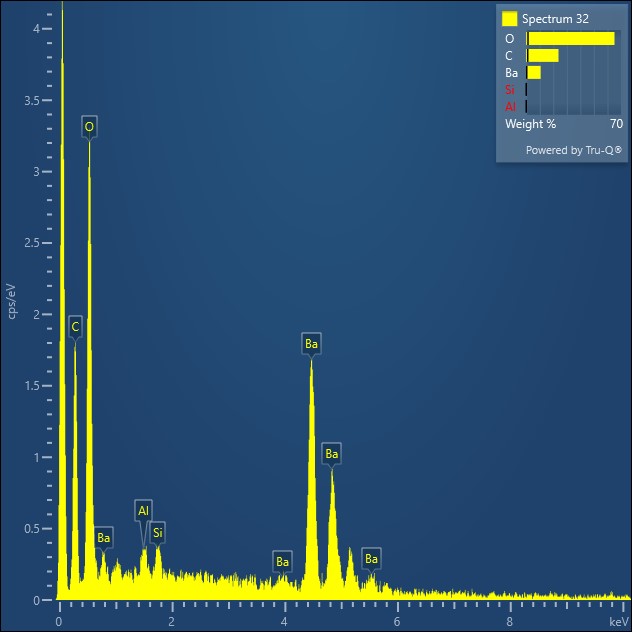 Spectrum 32
O
C
Ba
Si
Al
Weight % 70
Powered by Tru-Q®
cps/eV
4
3.5
3
2.5
2
1.5
1
0.5
0
O
C
Ba
Ba
Al
Si
Ba
Ba
Ba
0 2 4 6 8 keV